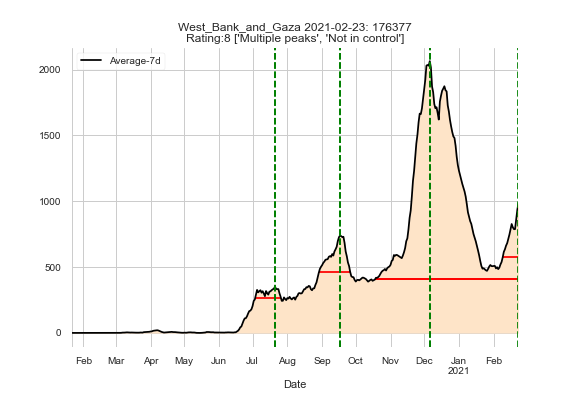 West_Bank_and_Gaza 2021-02-23: 176377
Rating:8 ['Multiple peaks', 'Not in control']
Average-7d
2000
1500
1000
500
0
Feb Mar Apr May Jun Jul Aug Sep Oct Nov Dec Jan Feb
2021
Date